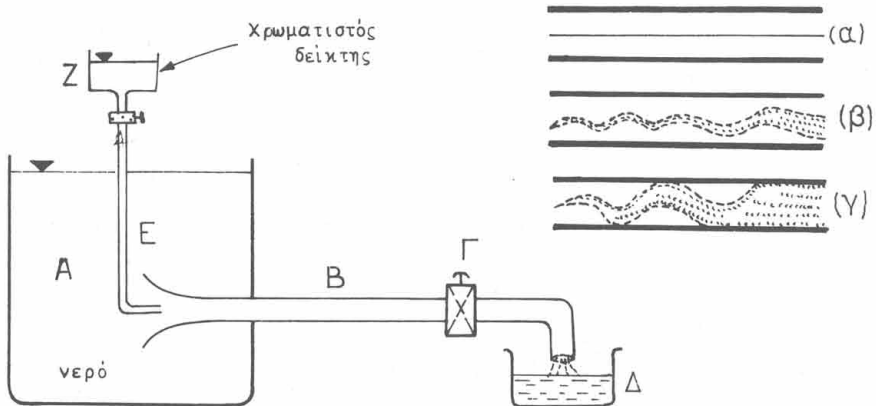 Χρωματιστός
δείκτης
Ζ
(α)
(β)
(γ)
Ε
Α
Β
Γ
Δ
νερό